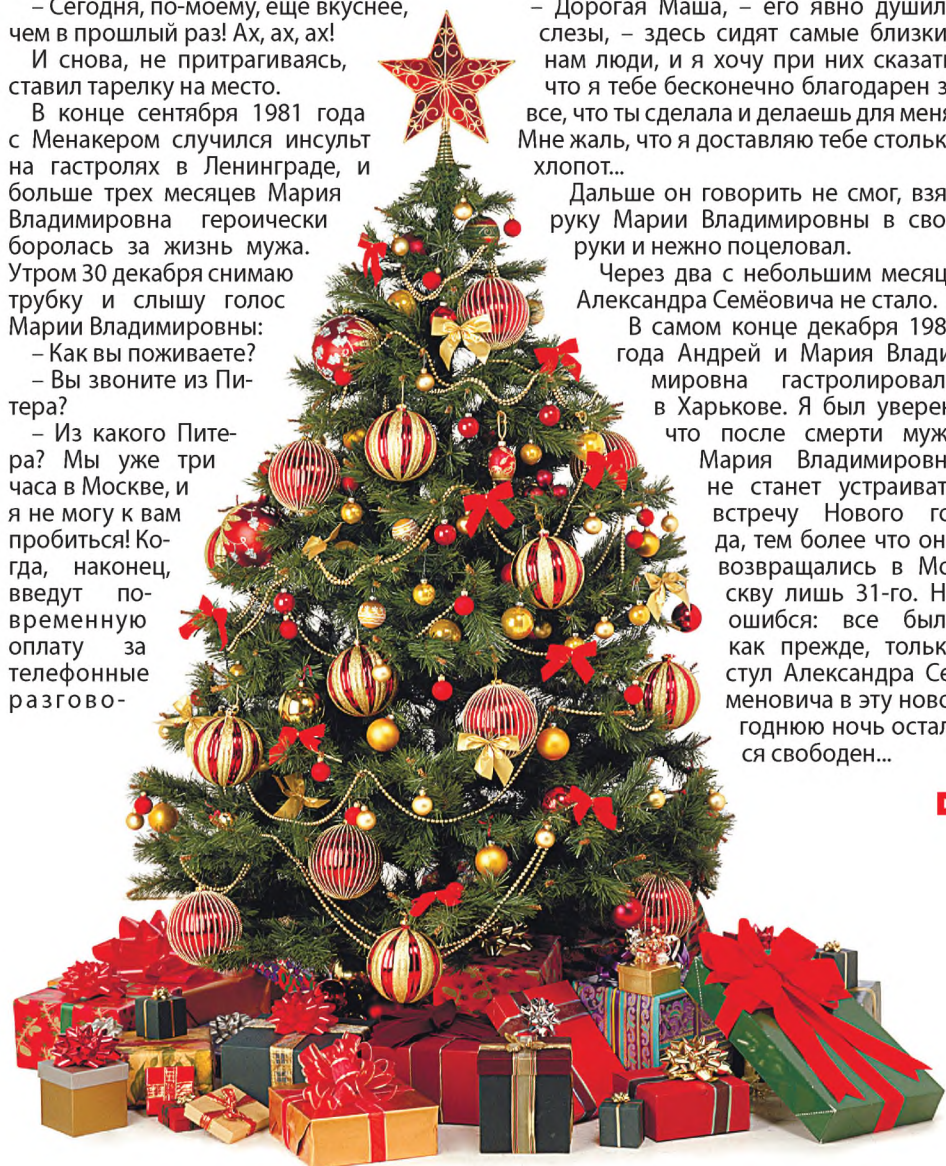 – Сегодня, по-моему, еще вкуснее,
чем в прошлый раз! Ах, ах, ах!
И снова, не притрагиваясь,
ставил тарелку на место.
В конце сентября 1981 года
с Менакером случился инсульт
на гастролях в Ленинграде, и
больше трех месяцев Мария
Владимировна героически
боролась за жизнь мужа.
Утром 30 декабря снимаю
трубку и слышу голос
Марии Владимировны:
– Как вы поживаете?
– Вы звоните из Пи-
тера?
– Из какого Пите-
ра? Мы уже три
часа в Москве, и
я не могу к вам
пробиться! Ко-
гда, наконец,
введут по-
временную
оплату за
телефонные
разгово-
– Дорогая Маша, – его явно душил
слезы, – здесь сидят самые близки
нам люди, и я хочу при них сказат
что я тебе бесконечно благодарен з
все, что ты сделала и делаешь для меня
Мне жаль, что я доставляю тебе стольк
хлопот...
Дальше он говорить не смог, взя
руку Марии Владимировны в сво
руки и нежно поцеловал.
Через два с небольшим месяц
Александра Семёовича не стало.
В самом конце декабря 198
года Андрей и Мария Влади
мировна гастролировал
в Харькове. Я был уверен
что после смерти муж
Мария Владимировн
не станет устраиват
встречу Нового го
да, тем более что он
возвращались в Мо
скву лишь 31-го. Н
ошибся: все был
как прежде, тольк
стул Александра Се
меновича в эту ново
годнюю ночь остал
ся свободен...